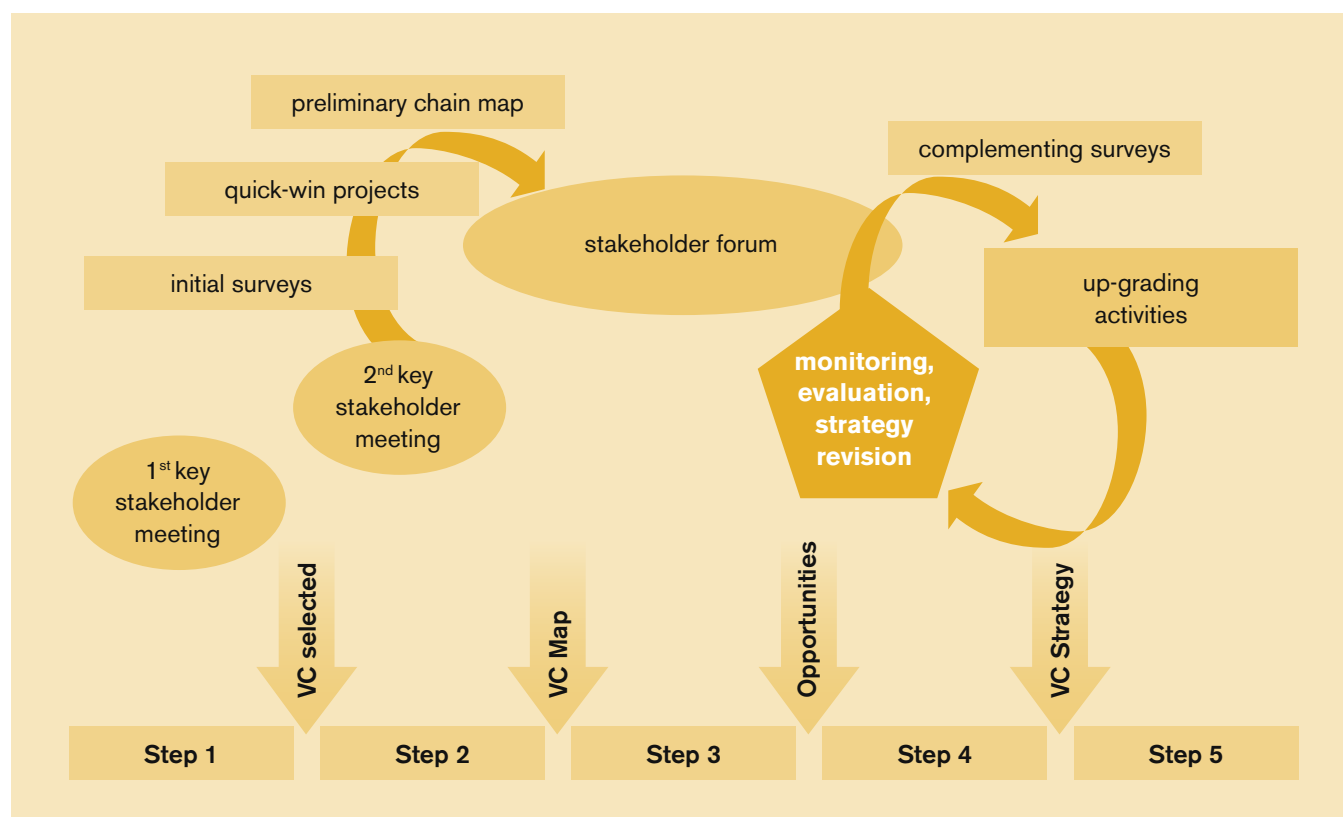 preliminary chain map
complementing surveys
quick-win projects
stakeholder forum
initial surveys
up-grading
activities
monitoring,
evaluation,
strategy
revision
2nd key
stakeholder
meeting
1st key
stakeholder
meeting
VC selected
VC Map
Opportunities
VC Strategy
Step 1
Step 2
Step 3
Step 4
Step 5